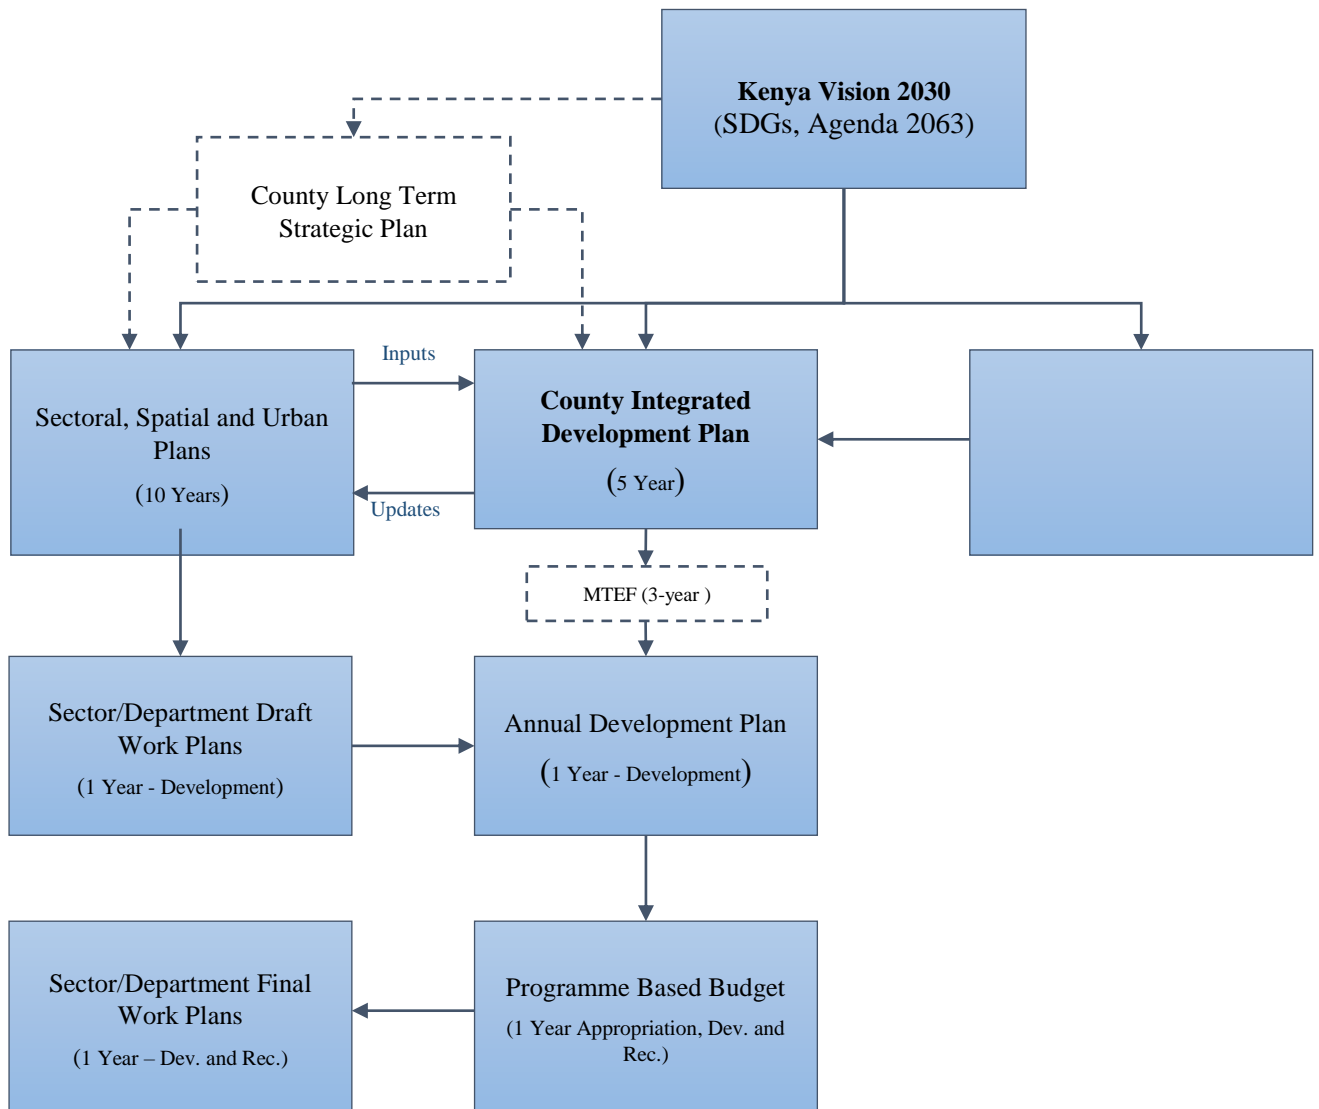 Kenya Vision 2030
(SDGs, Agenda 2063)
County Long Term
Strategic Plan
Inputs
Sectoral, Spatial and Urban
Plans
(10 Years)
County Integrated
Development Plan
(5 Year)
Updates
MTEF (3-year )
Sector/Department Draft
Work Plans
(1 Year - Development)
Annual Development Plan
(1 Year - Development)
Sector/Department Final
Work Plans
(1 Year – Dev. and Rec.)
Programme Based Budget
(1 Year Appropriation, Dev. and
Rec.)